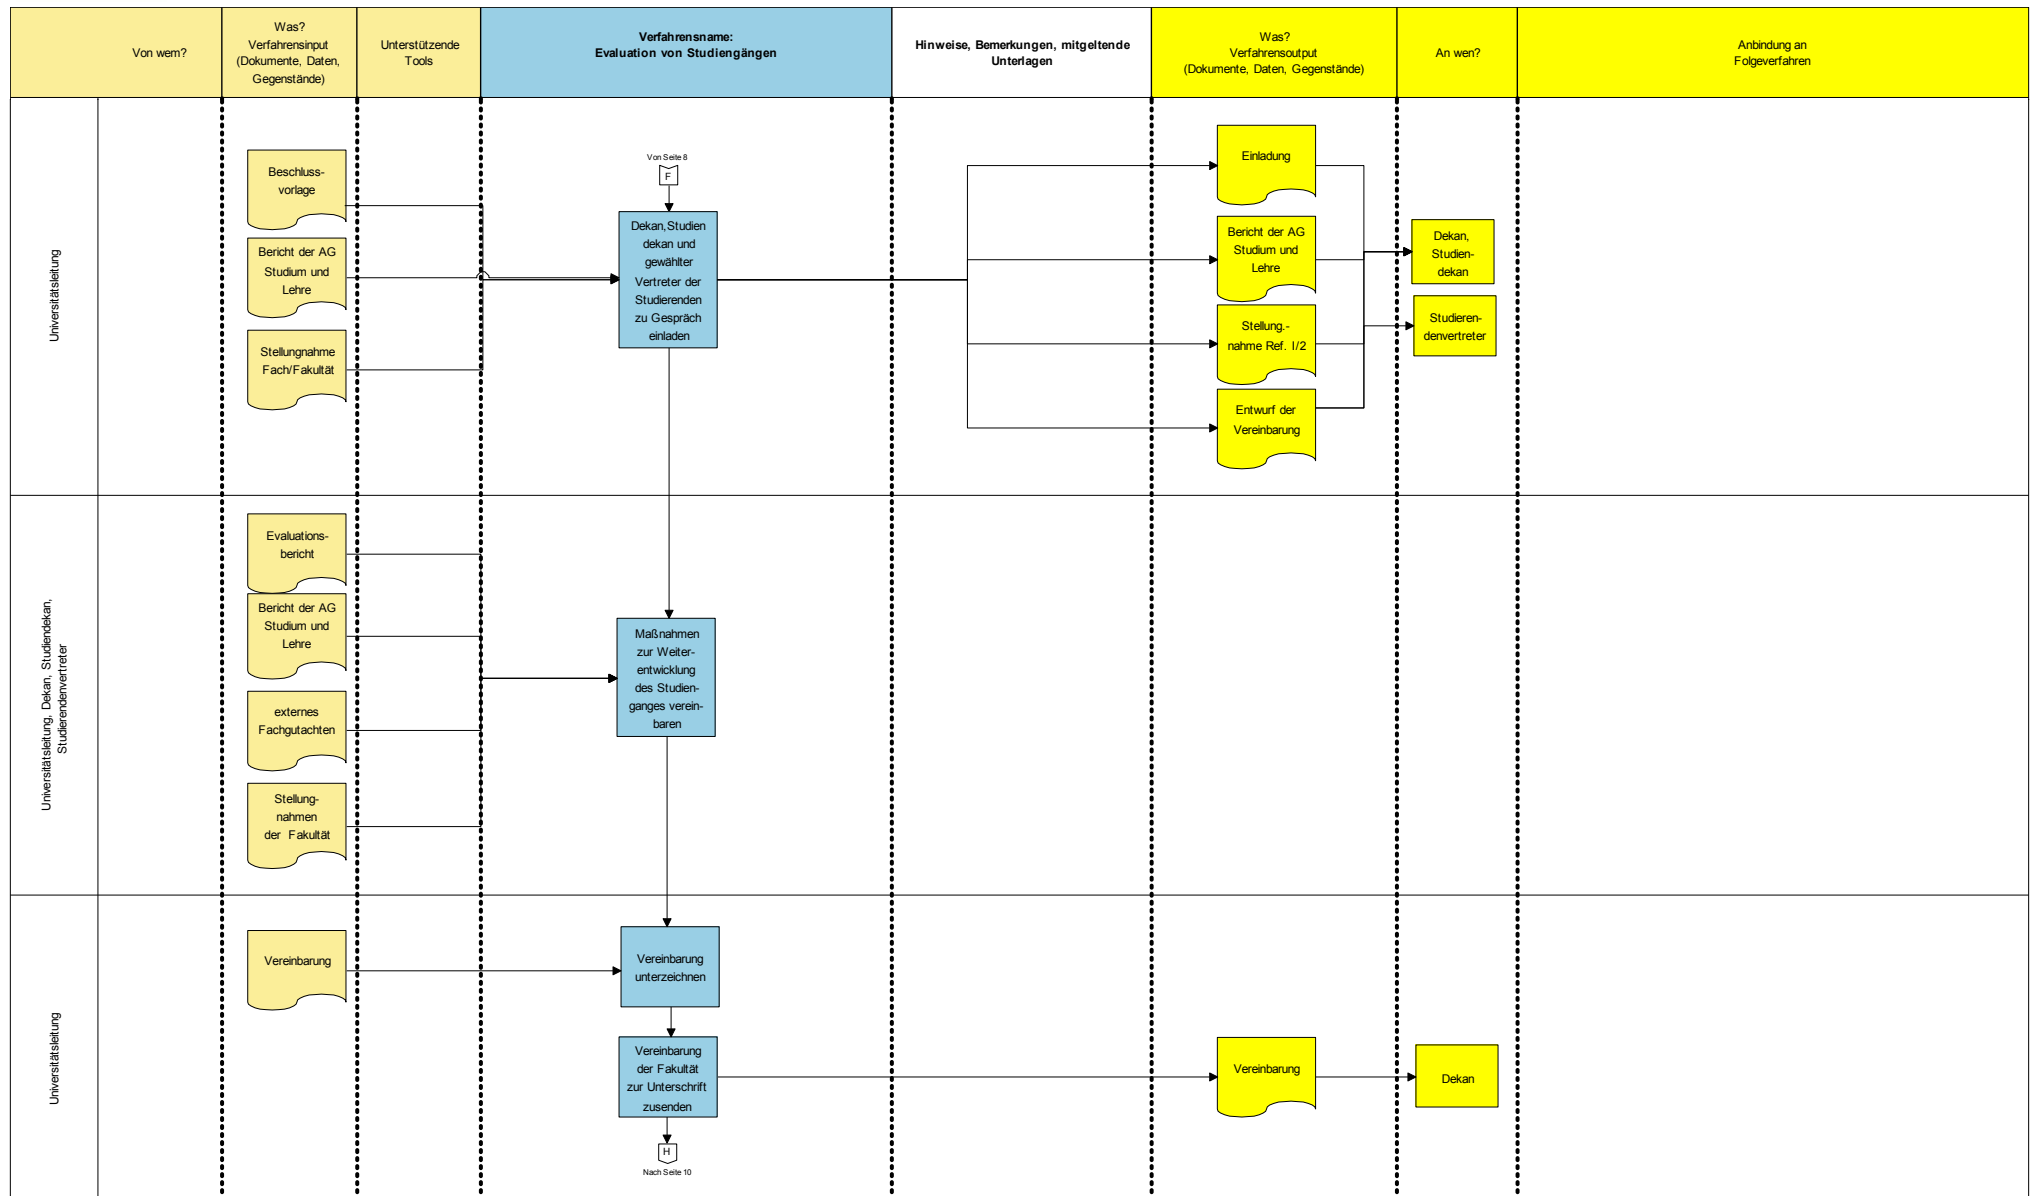 Von wem?
Was?
Verfahrensinput
(Dokumente, Daten,
Gegenstände)
Unterstützende
Tools
Verfahrensname:
Evaluation von Studiengängen
Hinweise, Bemerkungen, mitgeltende
Unterlagen
Was?
Verfahrensoutput
(Dokumente, Daten, Gegenstände)
An wen?
Anbindung an
Folgeverfahren
Universitätsleitung
Beschluss-
vorlage
Bericht der AG
Studium und
Lehre
Stellungnahme
Fach/Fakultät
Von Seite 8
F
Dekan,Studien
dekan und
gewählter
Vertreter der
Studierenden
zu Gespräch
einladen
Einladung
Bericht der AG
Studium und
Lehre
Stellung.-
nahme Ref. I/2
Entwurf der
Vereinbarung
Dekan,
Studien-
dekan
Studieren-
denvertreter
Universitätsleitung, Dekan, Studiendekan,
Studierendenvertreter
Evaluations-
bericht
Bericht der AG
Studium und
Lehre
externes
Fachgutachten
Stellung-
nahmen
der Fakultät
Maßnahmen
zur Weiter-
entwicklung
des Studien-
ganges verein-
baren
Universitätsleitung
Vereinbarung
Vereinbarung
unterzeichnen
Vereinbarung
der Fakultät
zur Unterschrift
zusenden
Vereinbarung
Dekan
H
Nach Seite 10